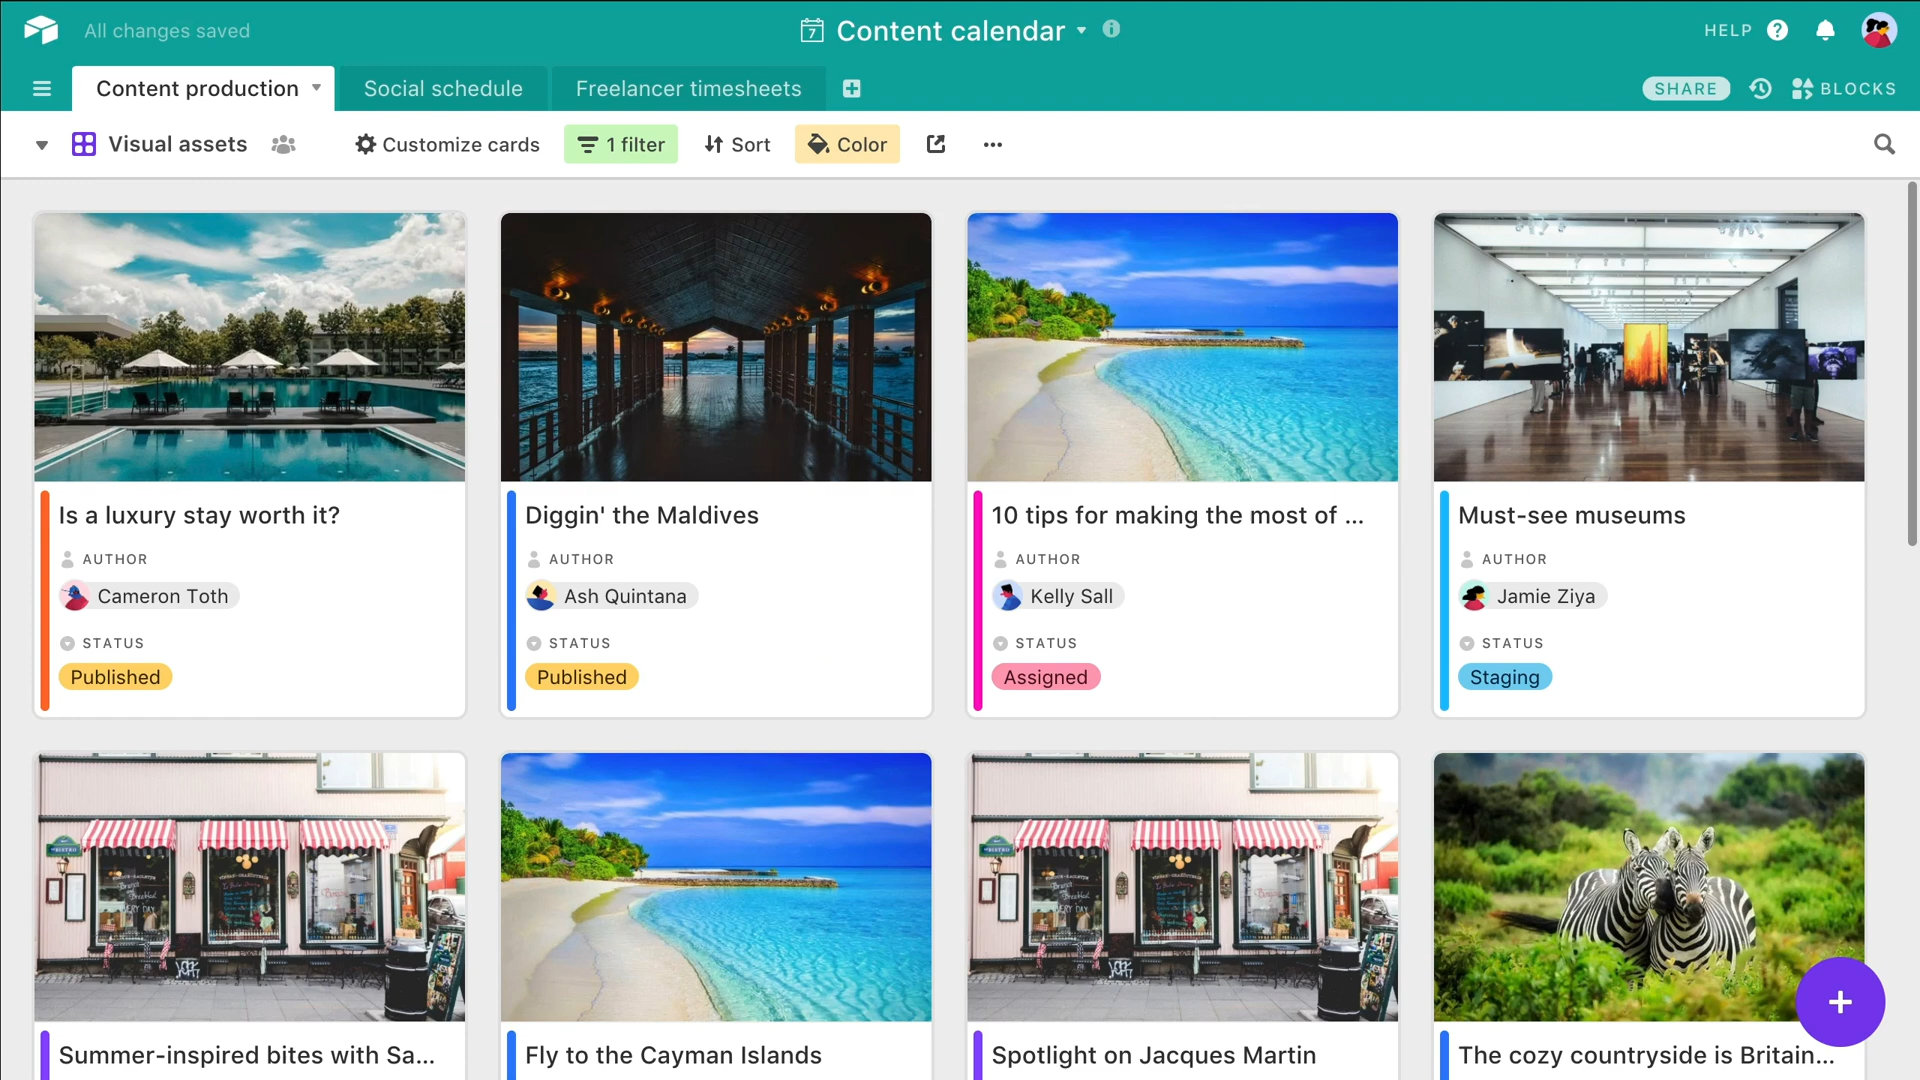 All changes saved
7
Content calendar
HELP ?
Content production
Social schedule
Freelancer timesheets
SHARE
BLOCKS
Visual assets
Customize cards
1 filter
Sort
Color
Is a luxury stay worth it?
AUTHOR
Cameron Toth
STATUS
Published
Diggin' the Maldives
AUTHOR
Ash Quintana
STATUS
Published
10 tips for making the most of ...
AUTHOR
Kelly Sall
STATUS
Assigned
Must-see museums
AUTHOR
Jamie Ziya
STATUS
Staging
Summer-inspired bites with Sa...
Fly to the Cayman Islands
Spotlight on Jacques Martin
The cozy countryside is Britain...